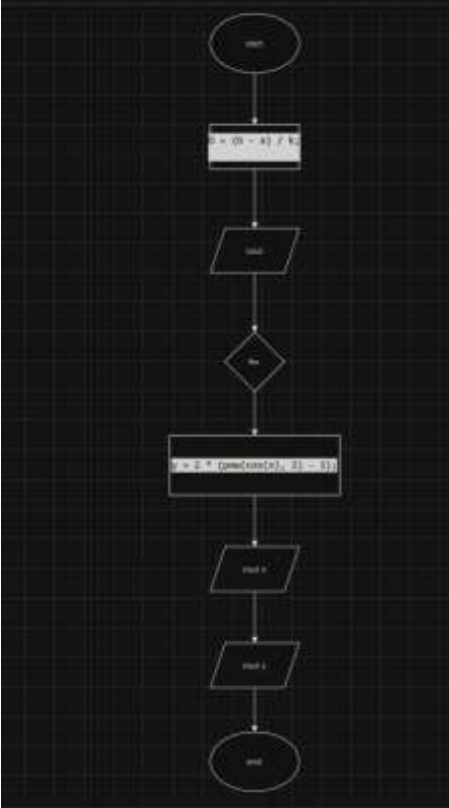 start
= (b - a) / k;
cout
for
y = 2 * (pow(cos(x), 2) - 1);
cout x
cout y
end